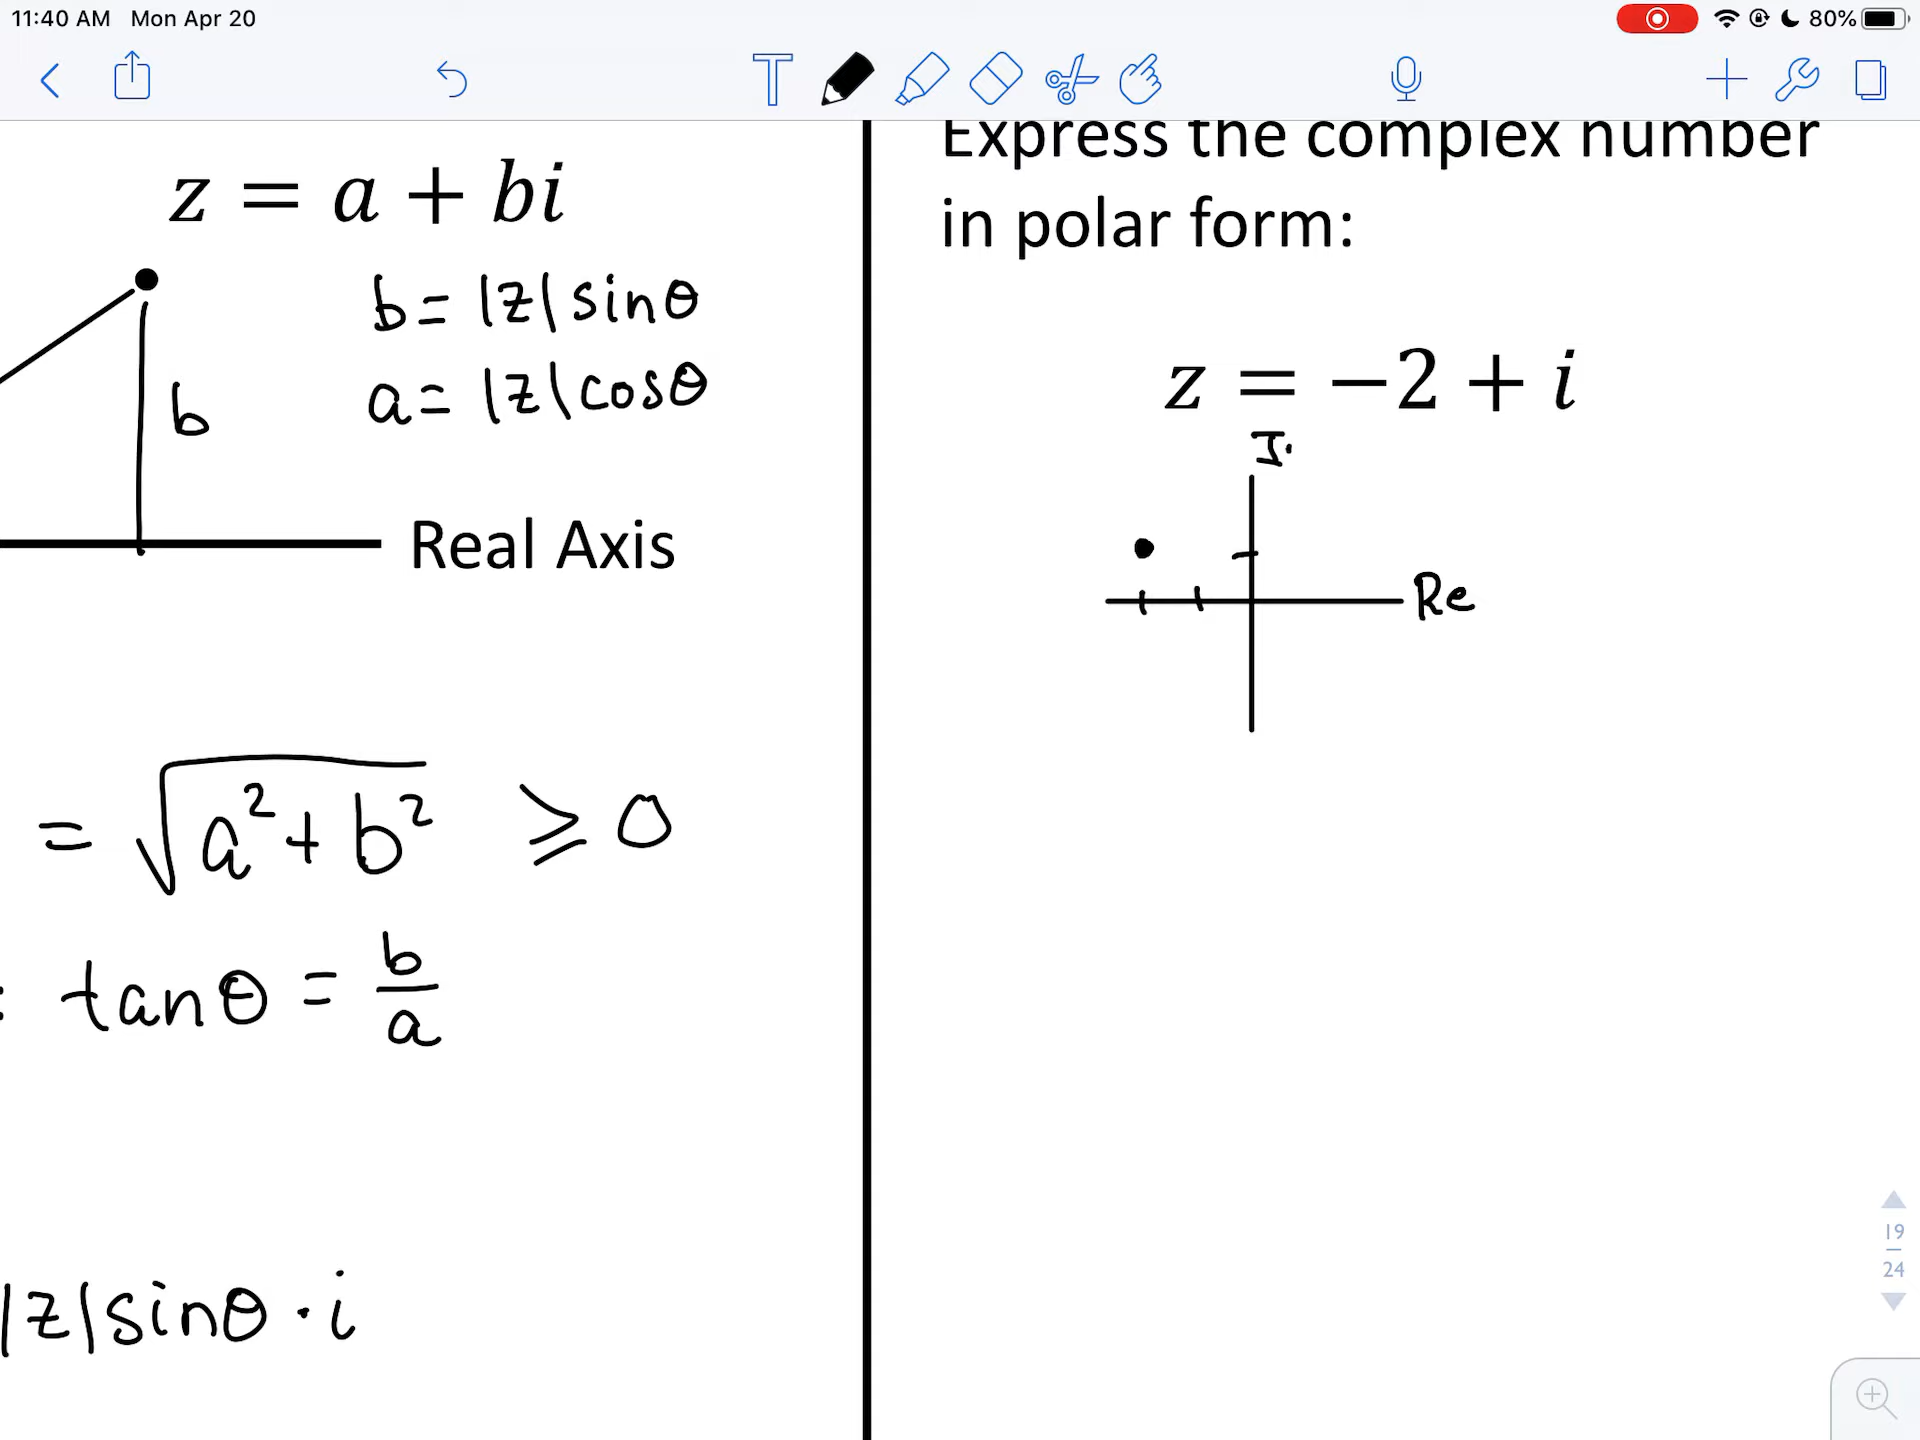 11:40 AM Mon Apr 20
80%
T
z = a + bi
b = |z| sinθ
a = |z| cosθ
b
Real Axis
= √(a² + b²) ≥ 0
: tanθ = b/a
|z| sinθ · i
Express the complex number
in polar form:
z = −2 + i
I.
Re
19
24